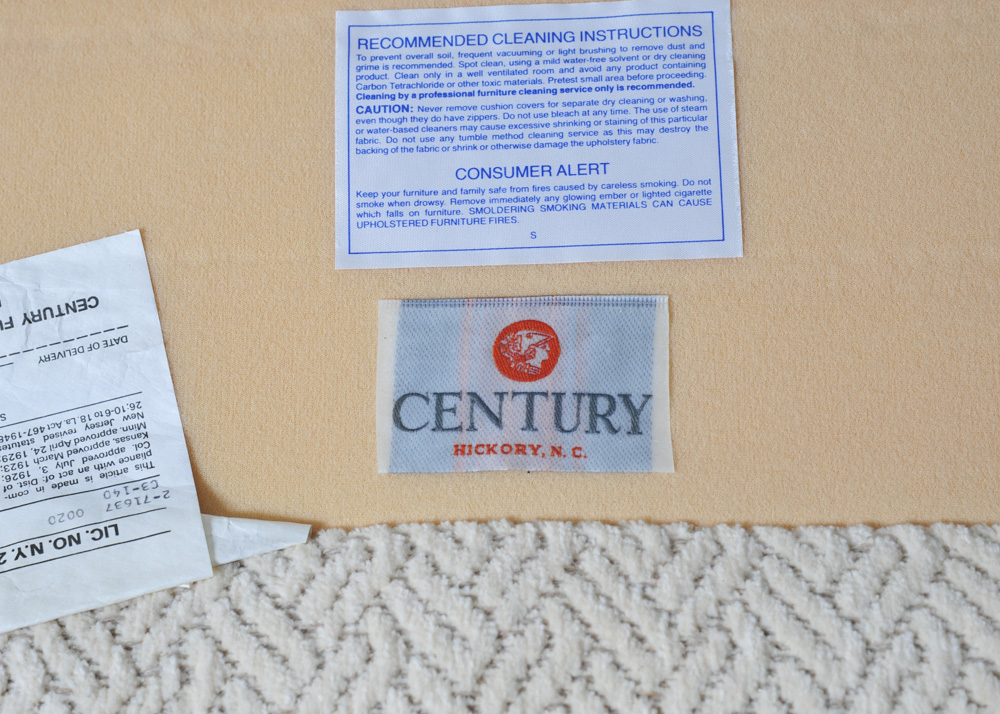 RECOMMENDED CLEANING INSTRUCTIONS
To prevent overall soil, frequent vacuuming or light brushing to remove dust and
grime is recommended. Spot clean, using a mild water-free solvent or dry cleaning
product. Clean only in a well ventilated room and avoid any product containing
Carbon Tetrachloride or other toxic materials. Pretest small area before proceeding.
Cleaning by a professional furniture cleaning service only is recommended.
CAUTION: Never remove cushion covers for separate dry cleaning or washing,
even though they do have zippers. Do not use bleach at any time. The use of steam
or water-based cleaners may cause excessive shrinking or staining of this particular
fabric. Do not use any tumble method cleaning service as this may destroy the
backing of the fabric or shrink or otherwise damage the upholstery fabric.
CONSUMER ALERT
Keep your furniture and family safe from fires caused by careless smoking. Do not
smoke when drowsy. Remove immediately any glowing ember or lighted cigarette
which falls on furniture. SMOLDERING SMOKING MATERIALS CAN CAUSE
UPHOLSTERED FURNITURE FIRES.
S
CENTURY
HICKORY, N. C.
LIC. NO. N.Y. 2
2-71637 0020
C3-140
This article is made in com-
pliance with an act of; Dist. of
Col. approved July 3, 1926;
Kansas, approved March 1923;
Minn. approved April 24, 1929;
New Jersey revised statutes
26:10-6 to 18. La. Act 467-1948
DATE OF DELIVERY
CENTURY